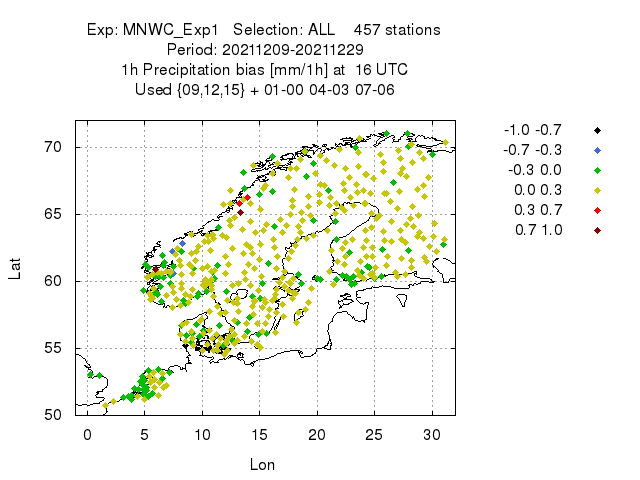 Exp: MNWC_Exp1   Selection: ALL    457 stations
Period: 20211209-20211229
1h Precipitation bias [mm/1h] at  16 UTC
Used {09,12,15} + 01-00 04-03 07-06
-1.0 -0.7
-0.7 -0.3
-0.3 0.0
0.0 0.3
0.3 0.7
0.7 1.0
Lat
70
65
60
55
50
0 5 10 15 20 25 30
Lon